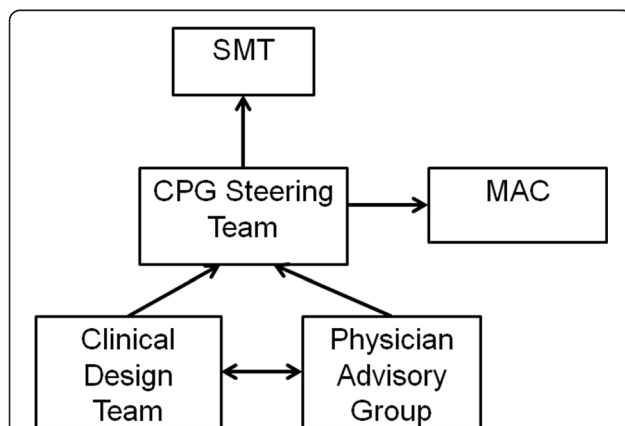 SMT
CPG Steering
Team
MAC
Clinical
Design
Team
Physician
Advisory
Group